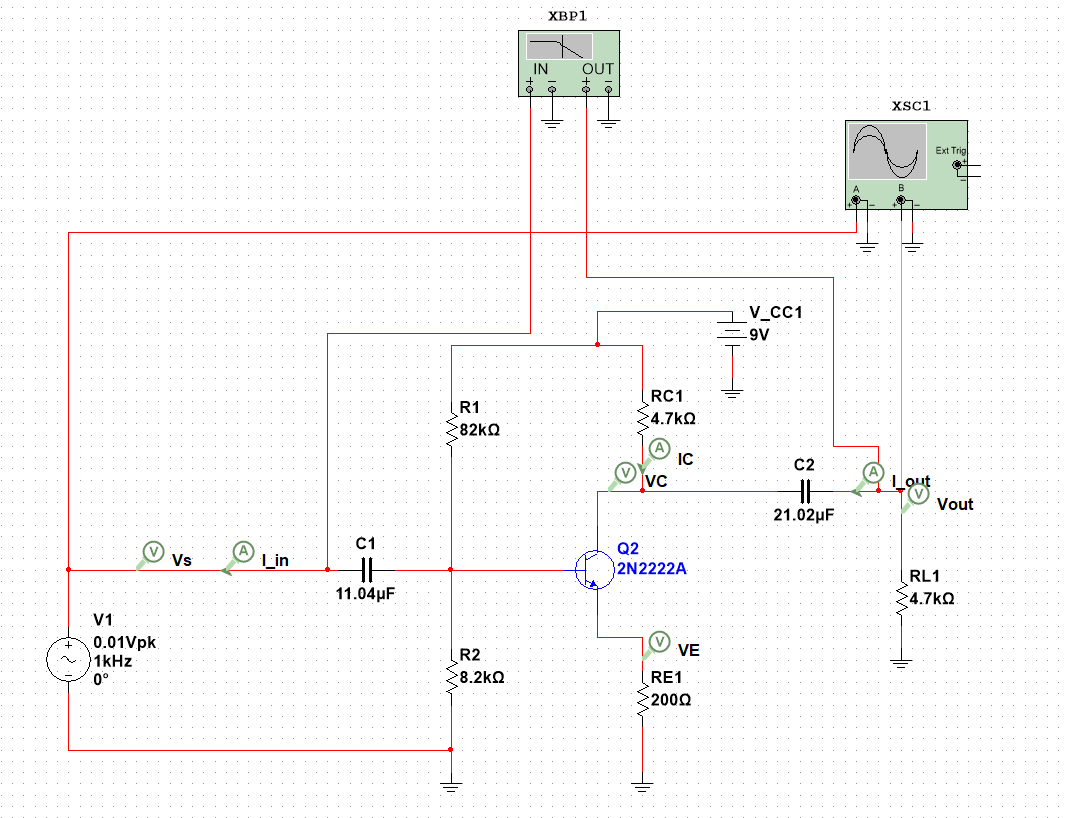 XBP1
IN OUT
+ − + −
XSC1
Ext Trig
+
−
A B
+ − + −
V_CC1
9V
RC1
4.7kΩ
R1
82kΩ
A
IC
V
VC
C2
21.02µF
A
I_out
V
Vout
V
Vs
A
I_in
C1
11.04µF
Q2
2N2222A
RL1
4.7kΩ
V1
0.01Vpk
1kHz
0°
+
−
V
VE
R2
8.2kΩ
RE1
200Ω